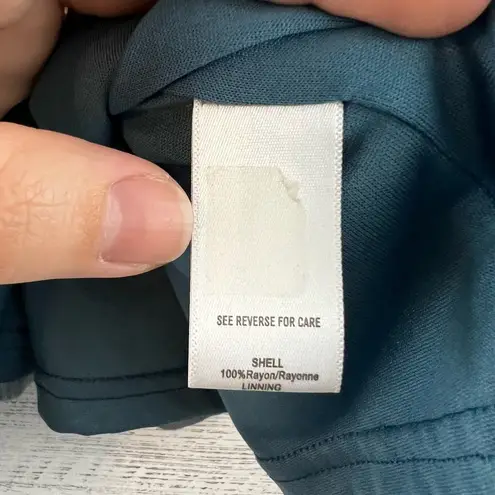 SEE REVERSE FOR CARE
SHELL
100%Rayon/Rayonne
LINNING